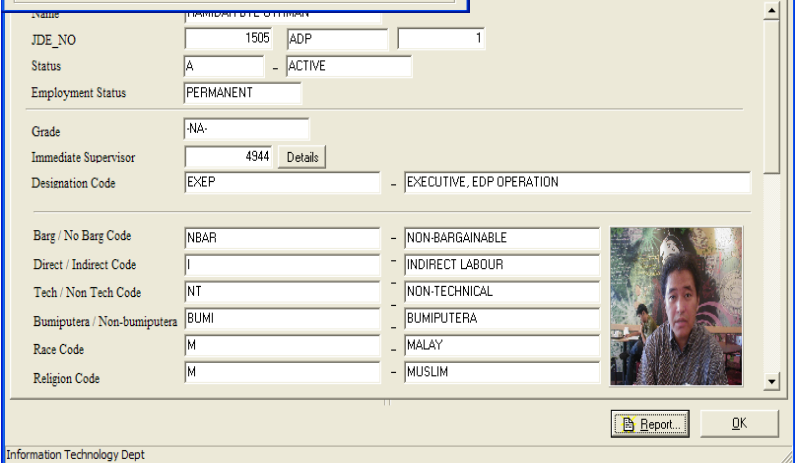 Name HAMIDAH BTE OTHMAN
JDE_NO 1505 ADP 1
Status A - ACTIVE
Employment Status PERMANENT
Grade -NA-
Immediate Supervisor 4944 Details
Designation Code EXEP - EXECUTIVE, EDP OPERATION
Barg / No Barg Code NBAR - NON-BARGAINABLE
Direct / Indirect Code I - INDIRECT LABOUR
Tech / Non Tech Code NT - NON-TECHNICAL
Bumiputera / Non-bumiputera BUMI - BUMIPUTERA
Race Code M - MALAY
Religion Code M - MUSLIM
Report... OK
Information Technology Dept